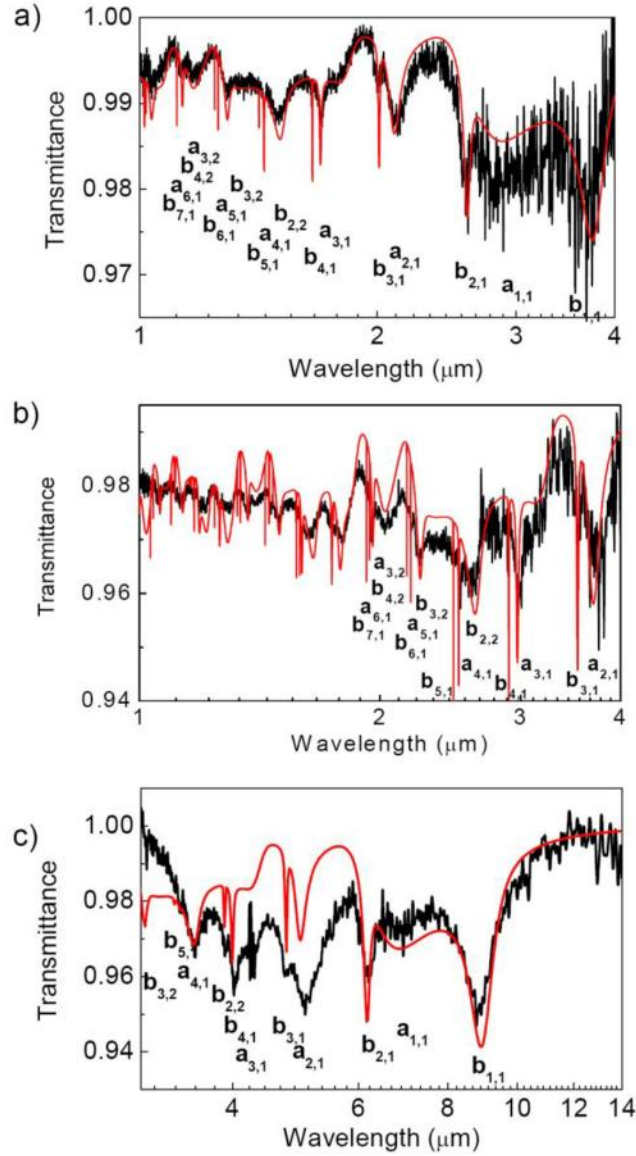 a)
1.00
0.99
0.98
0.97
Transmittance
a3,2
b4,2
a6,1
b7,1
b3,2
a5,1
b6,1
b2,2
a4,1
b5,1
a3,1
b4,1
a2,1
b3,1
b2,1
a1,1
b1,1
1 2 3 4
Wavelength (μm)
b)
0.98
0.96
0.94
Transmittance
a3,2
b4,2
a6,1
b7,1
b3,2
a5,1
b6,1
b2,2
a4,1
b5,1
a3,1
b4,1
a2,1
b3,1
1 2 3 4
Wavelength (μm)
c)
1.00
0.98
0.96
0.94
Transmittance
b5,1
a4,1
b3,2
b2,2
b4,1
a3,1
b3,1
a2,1
b2,1
a1,1
b1,1
4 6 8 10 12 14
Wavelength (μm)